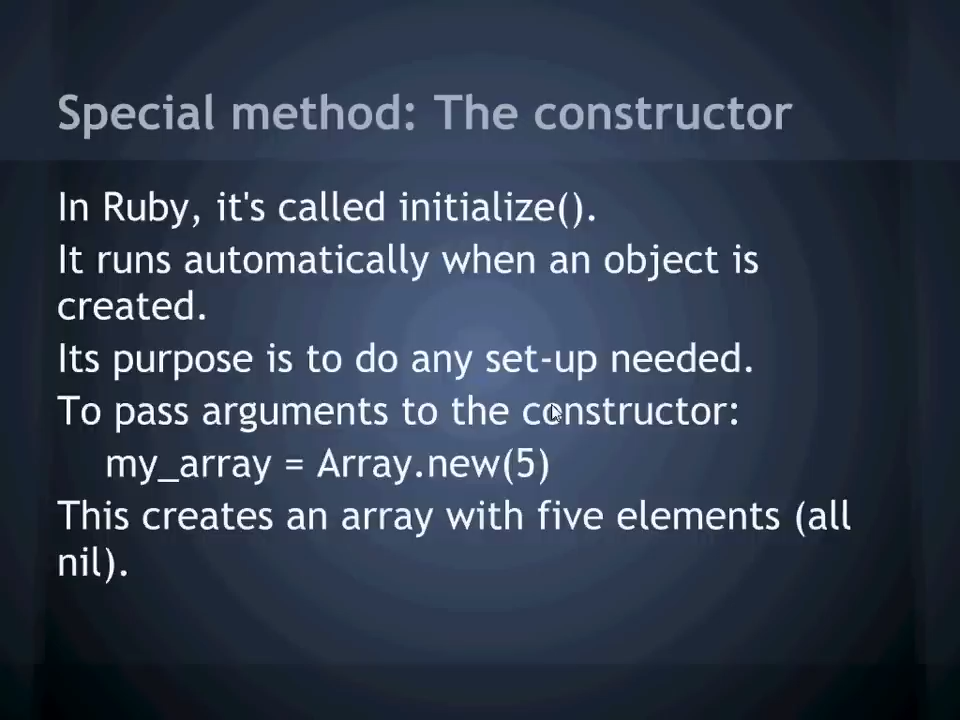 Special method: The constructor
In Ruby, it's called initialize().
It runs automatically when an object is
created.
Its purpose is to do any set-up needed.
To pass arguments to the constructor:
my_array = Array.new(5)
This creates an array with five elements (all
nil).